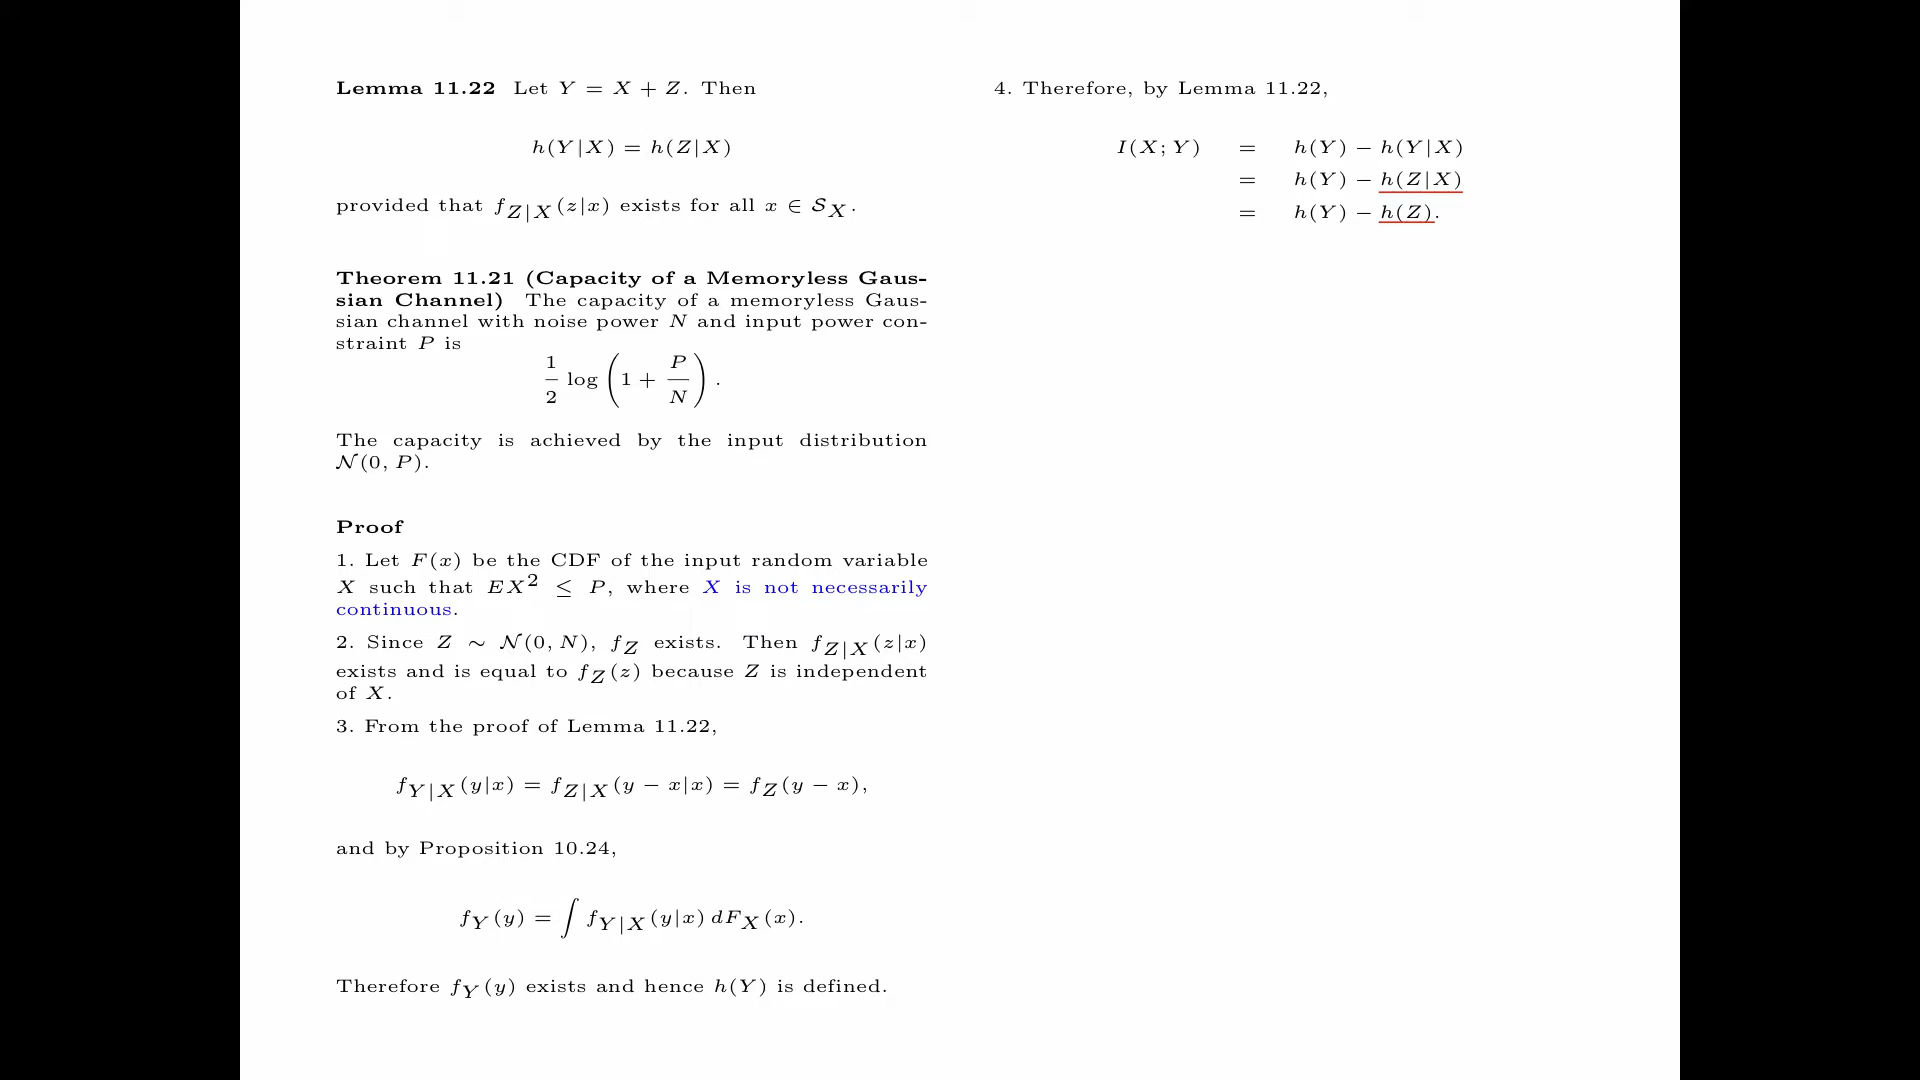 Lemma 11.22 Let Y = X + Z. Then
h(Y|X) = h(Z|X)
provided that f_{Z|X}(z|x) exists for all x ∈ 𝒮_X.
Theorem 11.21 (Capacity of a Memoryless Gaus-
sian Channel) The capacity of a memoryless Gaus-
sian channel with noise power N and input power con-
straint P is
\frac{1}{2} log (1 + \frac{P}{N}).
The capacity is achieved by the input distribution
𝒩(0, P).
Proof
1. Let F(x) be the CDF of the input random variable
X such that EX² ≤ P, where X is not necessarily
continuous.
2. Since Z ∼ 𝒩(0, N), f_Z exists. Then f_{Z|X}(z|x)
exists and is equal to f_Z(z) because Z is independent
of X.
3. From the proof of Lemma 11.22,
f_{Y|X}(y|x) = f_{Z|X}(y − x|x) = f_Z(y − x),
and by Proposition 10.24,
f_Y(y) = ∫ f_{Y|X}(y|x) dF_X(x).
Therefore f_Y(y) exists and hence h(Y) is defined.
4. Therefore, by Lemma 11.22,
I(X; Y) = h(Y) − h(Y|X)
= h(Y) − h(Z|X)
= h(Y) − h(Z).